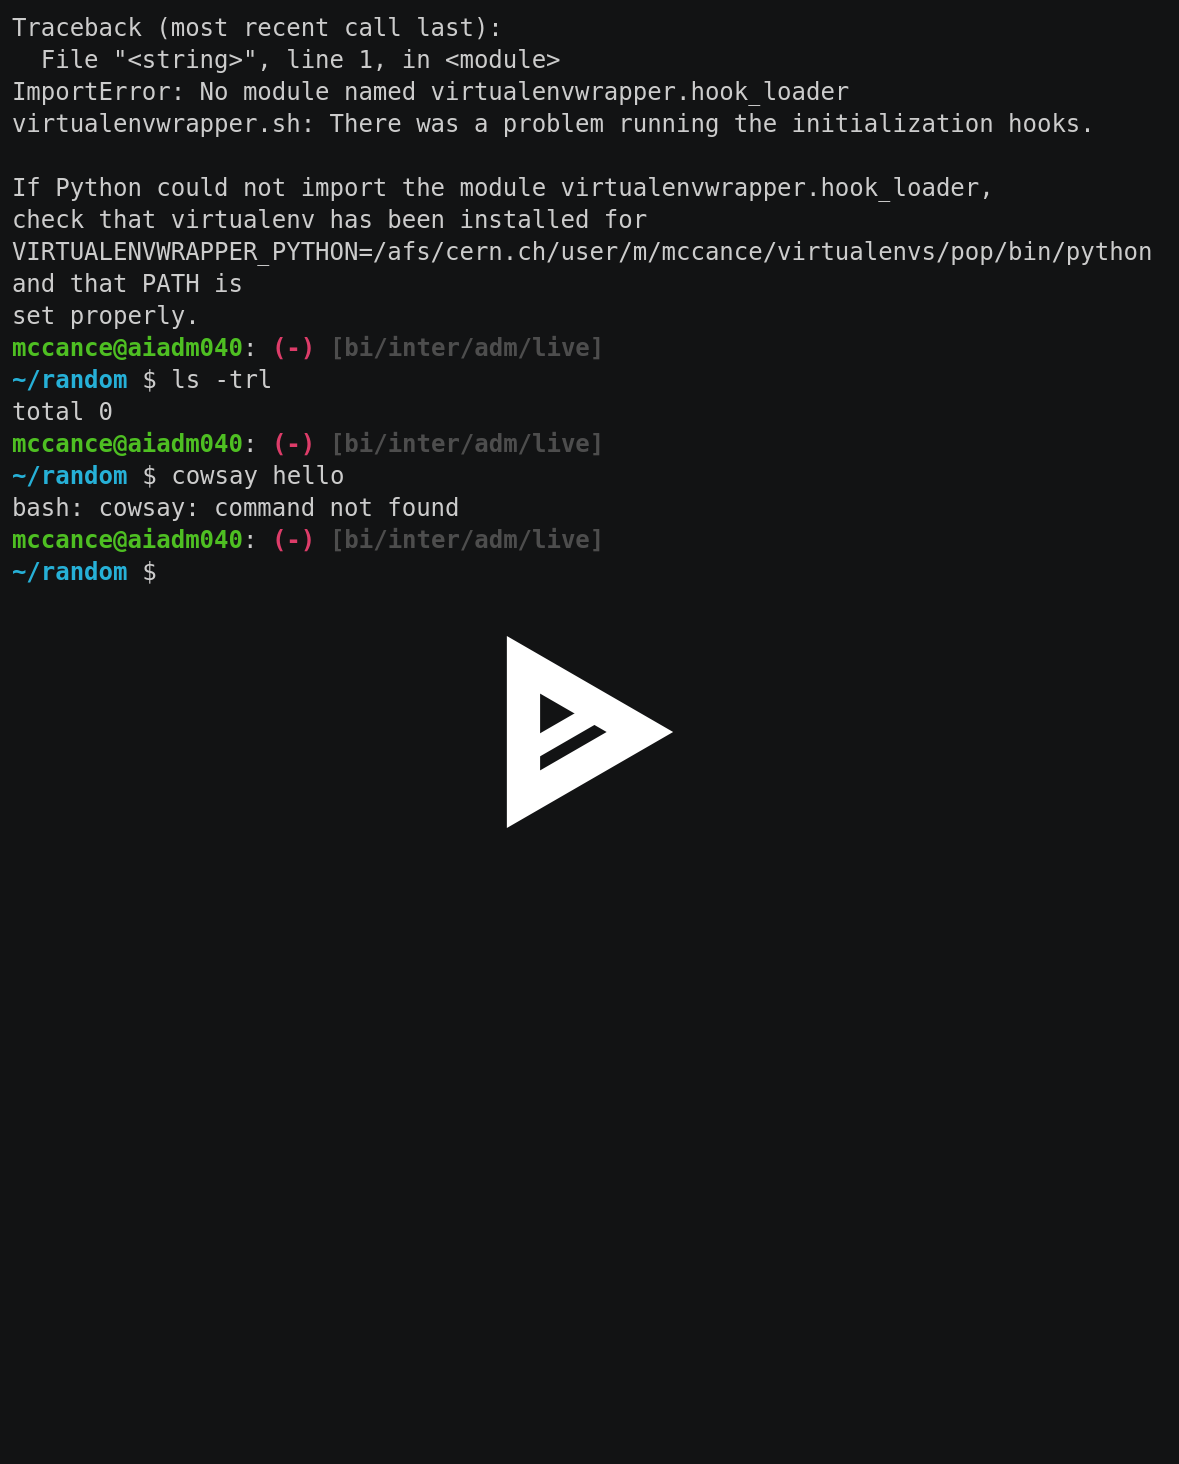 Traceback (most recent call last):
  File "<string>", line 1, in <module>
ImportError: No module named virtualenvwrapper.hook_loader
virtualenvwrapper.sh: There was a problem running the initialization hooks.

If Python could not import the module virtualenvwrapper.hook_loader,
check that virtualenv has been installed for
VIRTUALENVWRAPPER_PYTHON=/afs/cern.ch/user/m/mccance/virtualenvs/pop/bin/python
and that PATH is
set properly.
mccance@aiadm040: (-) [bi/inter/adm/live]
~/random $ ls -trl
total 0
mccance@aiadm040: (-) [bi/inter/adm/live]
~/random $ cowsay hello
bash: cowsay: command not found
mccance@aiadm040: (-) [bi/inter/adm/live]
~/random $